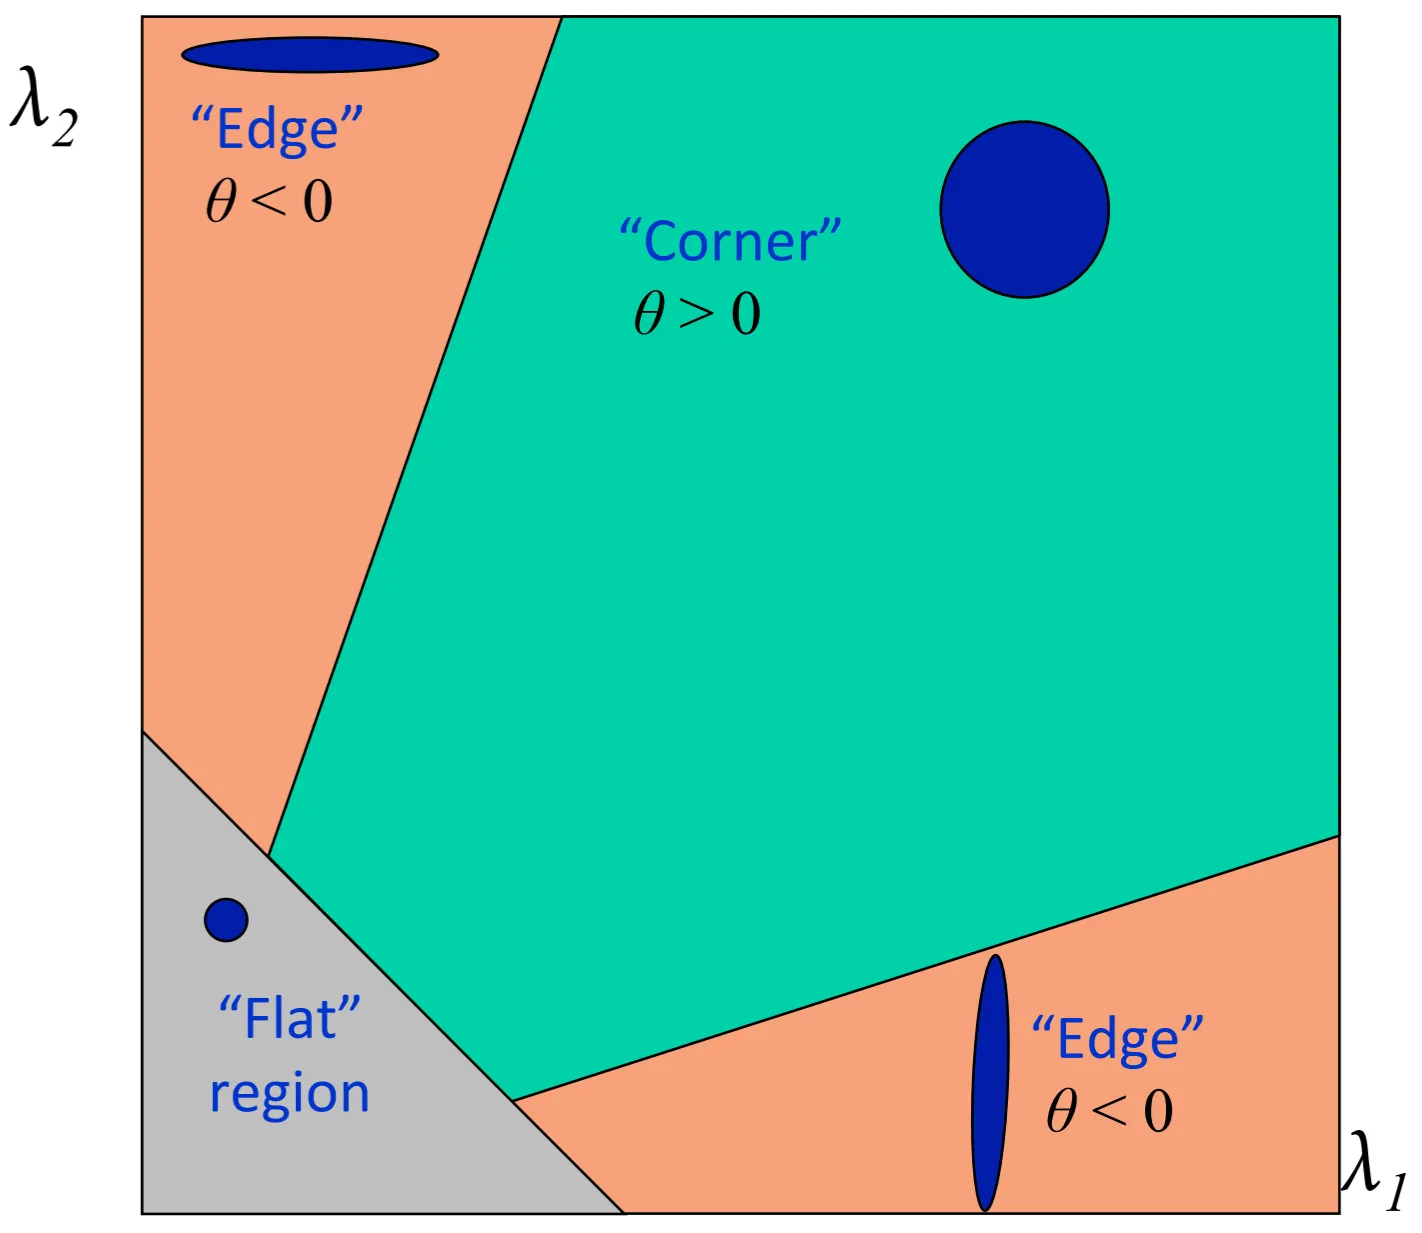 λ2
“Edge”
θ < 0
“Corner”
θ > 0
“Flat”
region
“Edge”
θ < 0
λ1